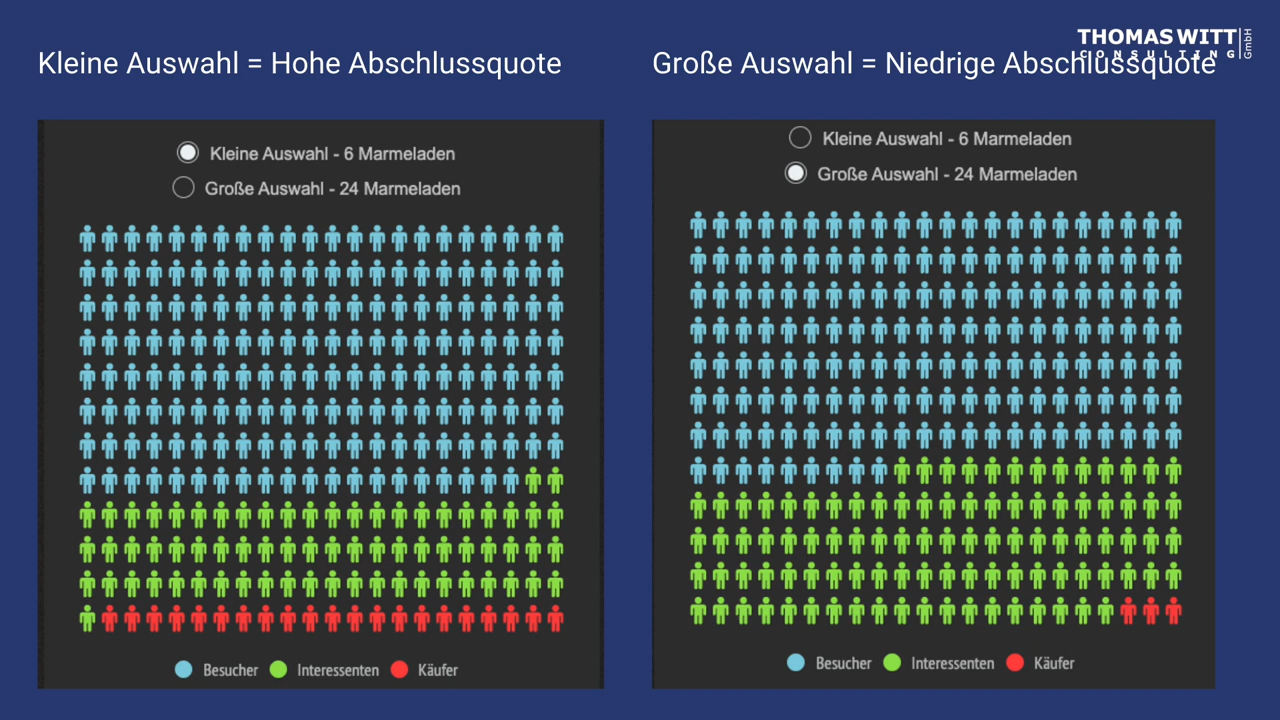 THOMAS WITT
CONSULTING
GmbH
Kleine Auswahl = Hohe Abschlussquote
Große Auswahl = Niedrige Abschlussquote
Kleine Auswahl - 6 Marmeladen
Große Auswahl - 24 Marmeladen
Besucher Interessenten Käufer
Kleine Auswahl - 6 Marmeladen
Große Auswahl - 24 Marmeladen
Besucher Interessenten Käufer